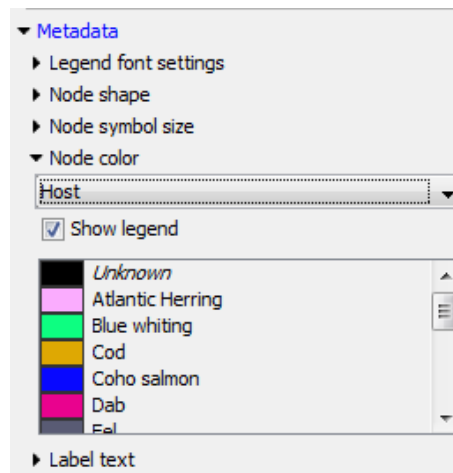 Metadata
Legend font settings
Node shape
Node symbol size
Node color
Host
Show legend
Unknown
Atlantic Herring
Blue whiting
Cod
Coho salmon
Dab
Eel
Label text